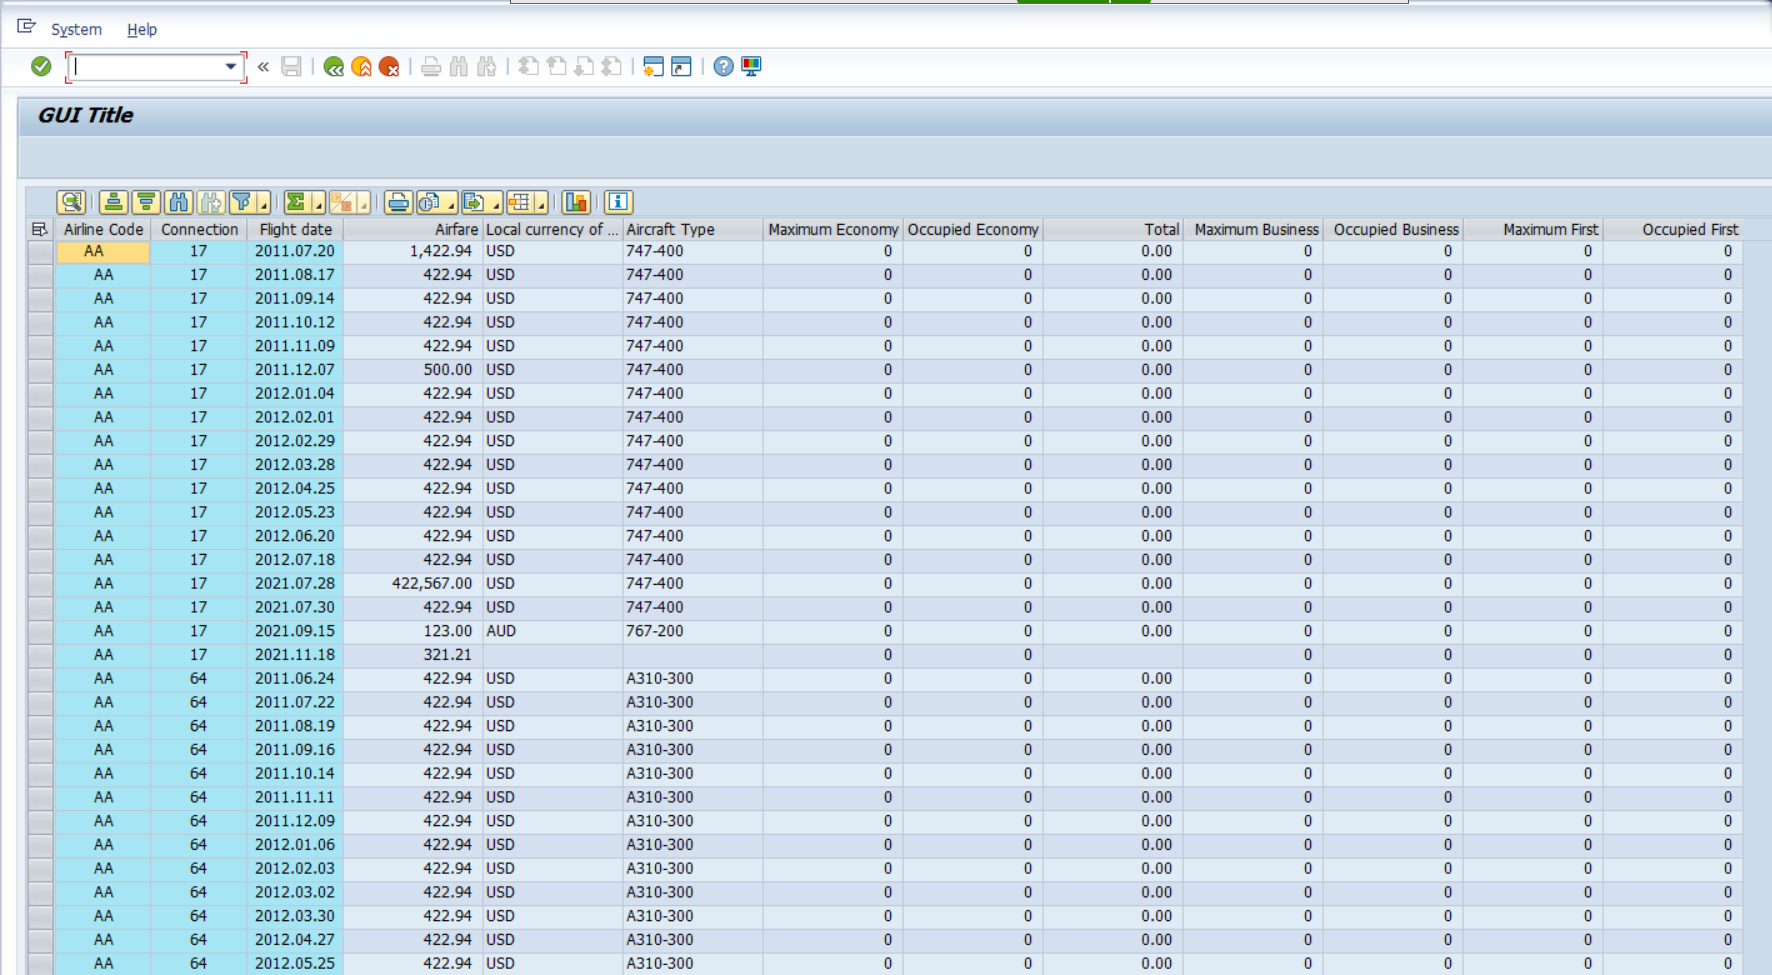 System Help
GUI Title
Airline Code Connection Flight date Airfare Local currency of ... Aircraft Type Maximum Economy Occupied Economy Total Maximum Business Occupied Business Maximum First Occupied First
AA 17 2011.07.20 1,422.94 USD 747-400 0 0 0.00 0 0 0 0
AA 17 2011.08.17 422.94 USD 747-400 0 0 0.00 0 0 0 0
AA 17 2011.09.14 422.94 USD 747-400 0 0 0.00 0 0 0 0
AA 17 2011.10.12 422.94 USD 747-400 0 0 0.00 0 0 0 0
AA 17 2011.11.09 422.94 USD 747-400 0 0 0.00 0 0 0 0
AA 17 2011.12.07 500.00 USD 747-400 0 0 0.00 0 0 0 0
AA 17 2012.01.04 422.94 USD 747-400 0 0 0.00 0 0 0 0
AA 17 2012.02.01 422.94 USD 747-400 0 0 0.00 0 0 0 0
AA 17 2012.02.29 422.94 USD 747-400 0 0 0.00 0 0 0 0
AA 17 2012.03.28 422.94 USD 747-400 0 0 0.00 0 0 0 0
AA 17 2012.04.25 422.94 USD 747-400 0 0 0.00 0 0 0 0
AA 17 2012.05.23 422.94 USD 747-400 0 0 0.00 0 0 0 0
AA 17 2012.06.20 422.94 USD 747-400 0 0 0.00 0 0 0 0
AA 17 2012.07.18 422.94 USD 747-400 0 0 0.00 0 0 0 0
AA 17 2021.07.28 422,567.00 USD 747-400 0 0 0.00 0 0 0 0
AA 17 2021.07.30 422.94 USD 747-400 0 0 0.00 0 0 0 0
AA 17 2021.09.15 123.00 AUD 767-200 0 0 0.00 0 0 0 0
AA 17 2021.11.18 321.21 0 0 0 0 0 0
AA 64 2011.06.24 422.94 USD A310-300 0 0 0.00 0 0 0 0
AA 64 2011.07.22 422.94 USD A310-300 0 0 0.00 0 0 0 0
AA 64 2011.08.19 422.94 USD A310-300 0 0 0.00 0 0 0 0
AA 64 2011.09.16 422.94 USD A310-300 0 0 0.00 0 0 0 0
AA 64 2011.10.14 422.94 USD A310-300 0 0 0.00 0 0 0 0
AA 64 2011.11.11 422.94 USD A310-300 0 0 0.00 0 0 0 0
AA 64 2011.12.09 422.94 USD A310-300 0 0 0.00 0 0 0 0
AA 64 2012.01.06 422.94 USD A310-300 0 0 0.00 0 0 0 0
AA 64 2012.02.03 422.94 USD A310-300 0 0 0.00 0 0 0 0
AA 64 2012.03.02 422.94 USD A310-300 0 0 0.00 0 0 0 0
AA 64 2012.03.30 422.94 USD A310-300 0 0 0.00 0 0 0 0
AA 64 2012.04.27 422.94 USD A310-300 0 0 0.00 0 0 0 0
AA 64 2012.05.25 422.94 USD A310-300 0 0 0.00 0 0 0 0